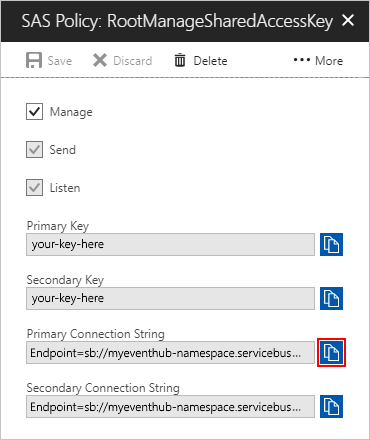 SAS Policy: RootManageSharedAccessKey
Save Discard Delete ••• More
Manage
Send
Listen
Primary Key
your-key-here
Secondary Key
your-key-here
Primary Connection String
Endpoint=sb://myeventhub-namespace.servicebus...
Secondary Connection String
Endpoint=sb://myeventhub-namespace.servicebus...